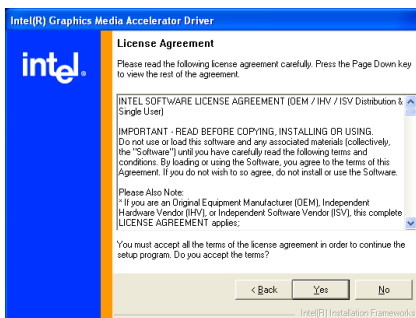 Intel(R) Graphics Media Accelerator Driver
intel®
License Agreement
Please read the following license agreement carefully. Press the Page Down key
to view the rest of the agreement.
INTEL SOFTWARE LICENSE AGREEMENT (OEM / IHV / ISV Distribution &
Single User)
IMPORTANT - READ BEFORE COPYING, INSTALLING OR USING.
Do not use or load this software and any associated materials (collectively,
the "Software") until you have carefully read the following terms and
conditions. By loading or using the Software, you agree to the terms of this
Agreement. If you do not wish to so agree, do not install or use the Software.
Please Also Note:
* If you are an Original Equipment Manufacturer (OEM), Independent
Hardware Vendor (IHV), or Independent Software Vendor (ISV), this complete
LICENSE AGREEMENT applies;
You must accept all the terms of the license agreement in order to continue the
setup program. Do you accept the terms?
< Back Yes No
Intel(R) Installation Frameworks